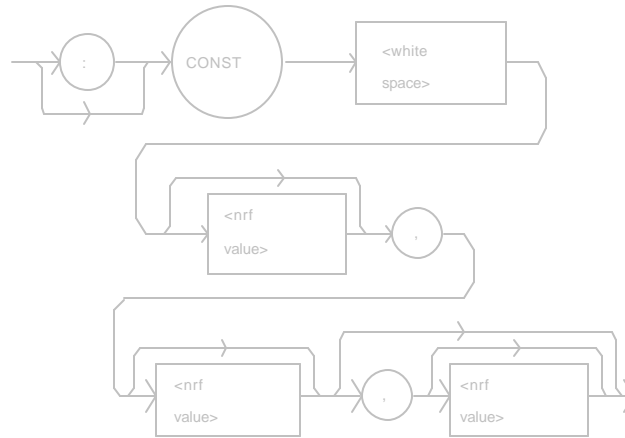 :
CONST
<white
space>
<nrf
value>
,
<nrf
value>
,
<nrf
value>